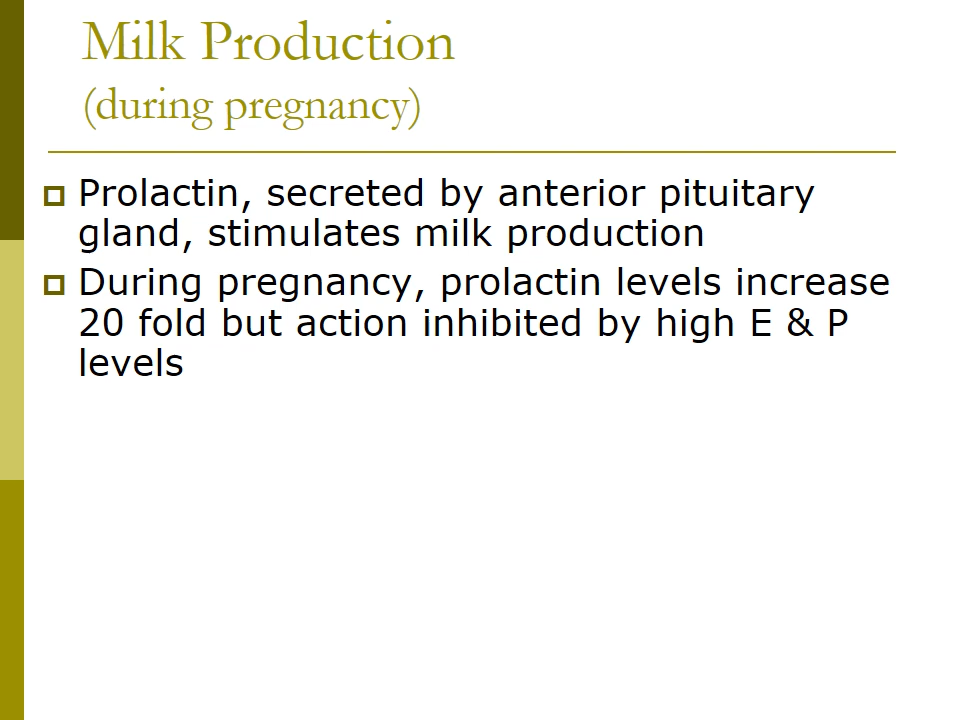 Milk Production
(during pregnancy)
Prolactin, secreted by anterior pituitary
gland, stimulates milk production
During pregnancy, prolactin levels increase
20 fold but action inhibited by high E & P
levels